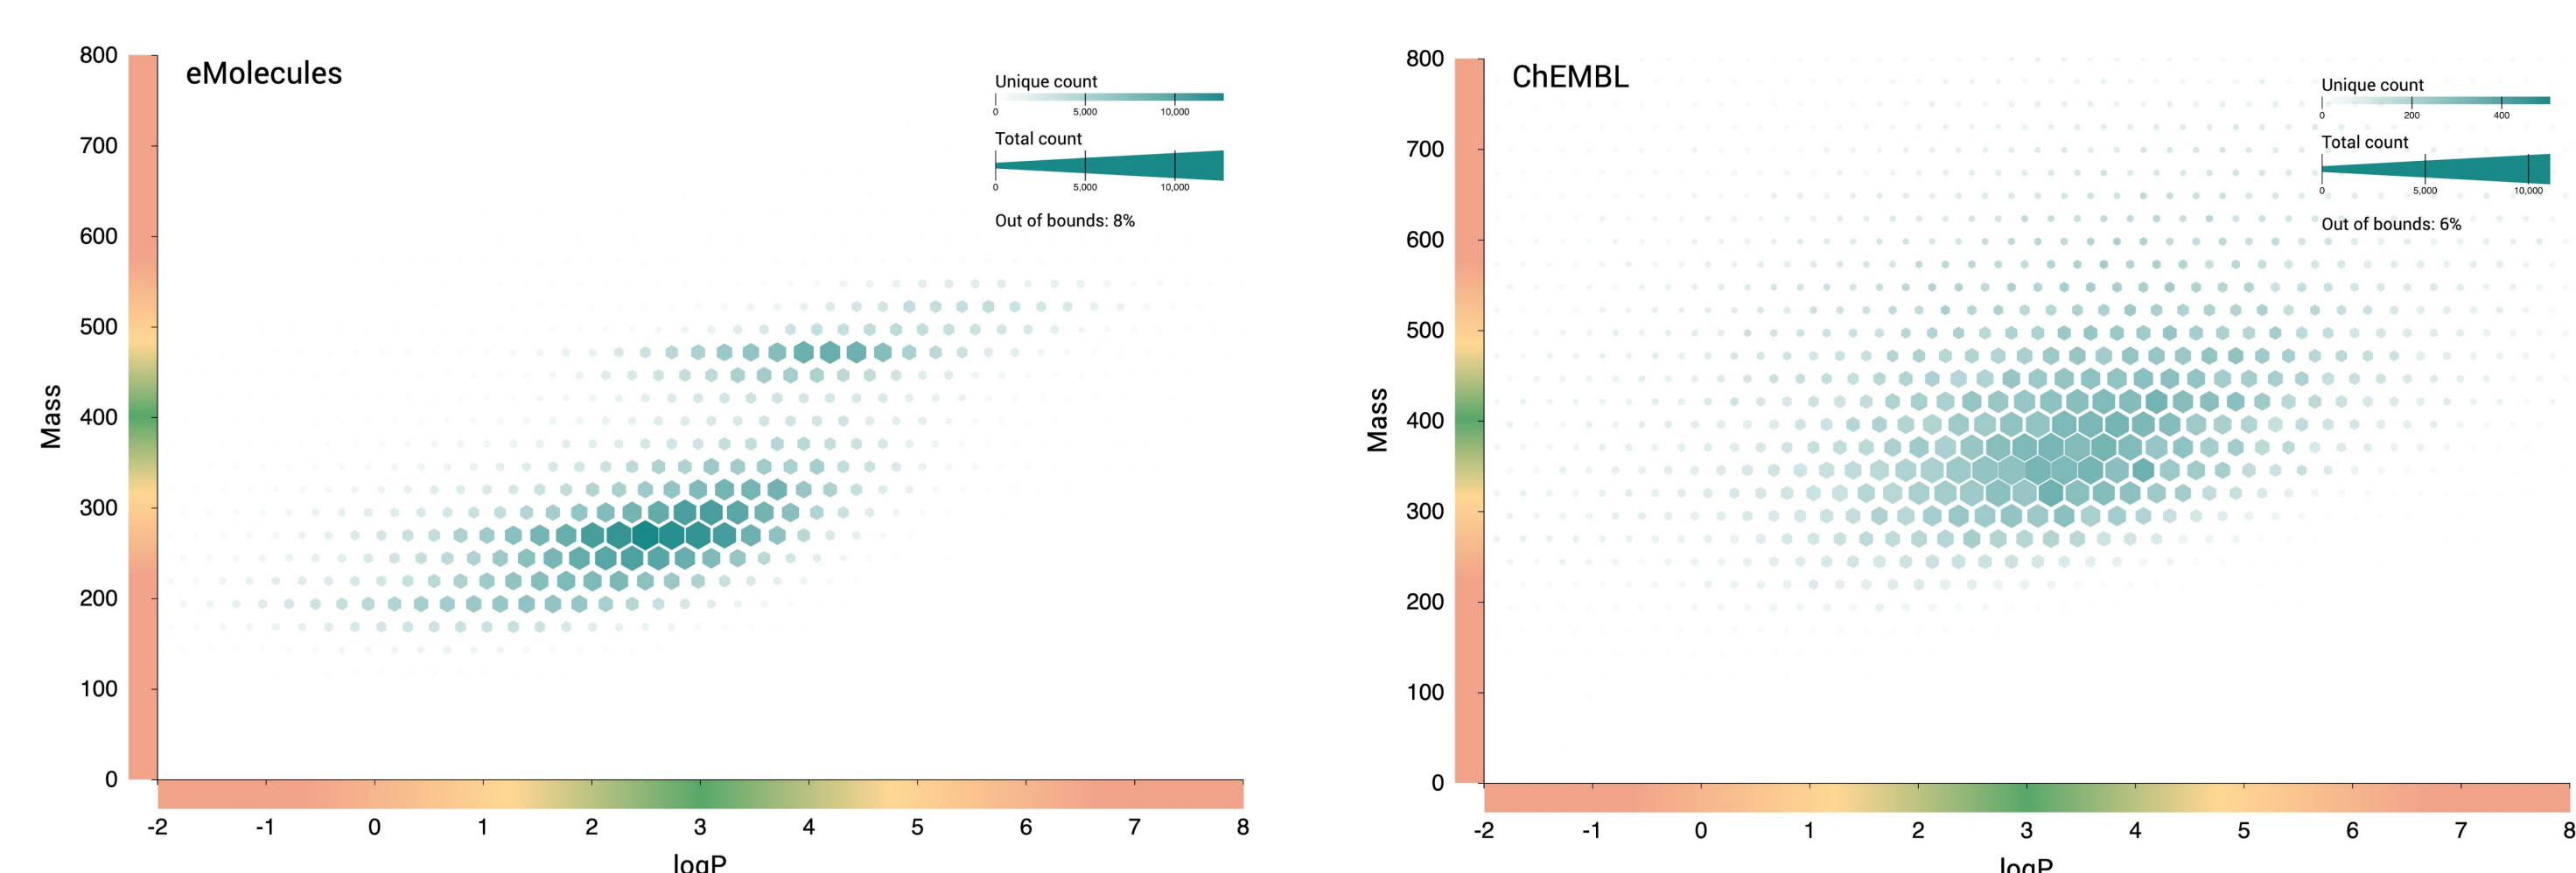 eMolecules
Unique count
0 5,000 10,000
Total count
0 5,000 10,000
Out of bounds: 8%
800
700
600
500
400
300
200
100
0
Mass
-2 -1 0 1 2 3 4 5 6 7 8
logP
ChEMBL
Unique count
0 200 400
Total count
0 5,000 10,000
Out of bounds: 6%
800
700
600
500
400
300
200
100
0
Mass
-2 -1 0 1 2 3 4 5 6 7 8
logP